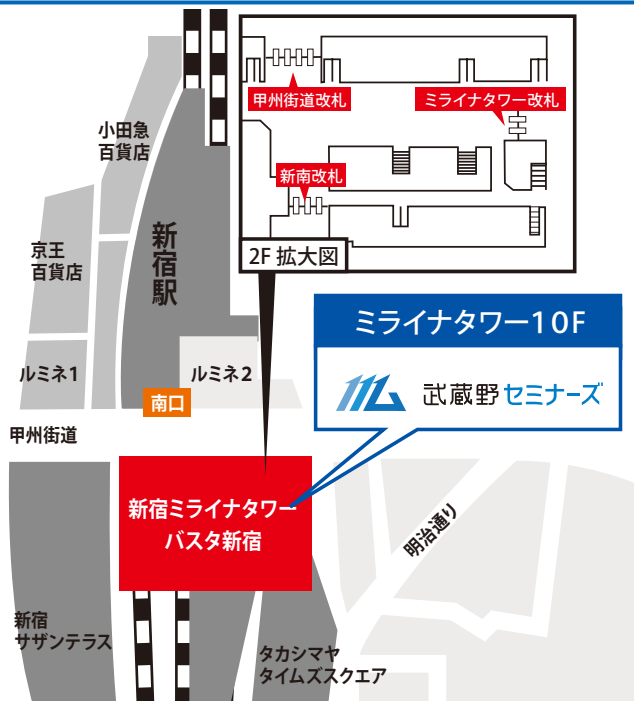 甲州街道改札
ミライナタワー改札
新南改札
2F 拡大図
小田急
百貨店
新宿駅
京王
百貨店
ミライナタワー10F
武蔵野セミナーズ
ルミネ1
ルミネ2
南口
甲州街道
新宿ミライナタワー
バスタ新宿
明治通り
新宿
サザンテラス
タカシマヤ
タイムズスクエア